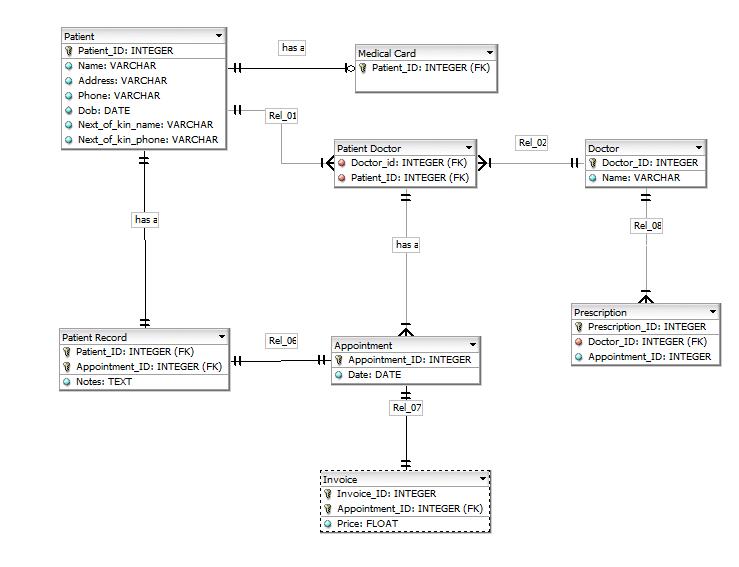 Patient
Patient_ID: INTEGER
Name: VARCHAR
Address: VARCHAR
Phone: VARCHAR
Dob: DATE
Next_of_kin_name: VARCHAR
Next_of_kin_phone: VARCHAR
has a
Medical Card
Patient_ID: INTEGER (FK)
Rel_01
Patient Doctor
Doctor_id: INTEGER (FK)
Patient_ID: INTEGER (FK)
Rel_02
Doctor
Doctor_ID: INTEGER
Name: VARCHAR
has a
has a
Rel_08
Prescription
Prescription_ID: INTEGER
Doctor_ID: INTEGER (FK)
Appointment_ID: INTEGER
Patient Record
Patient_ID: INTEGER (FK)
Appointment_ID: INTEGER (FK)
Notes: TEXT
Rel_06
Appointment
Appointment_ID: INTEGER
Date: DATE
Rel_07
Invoice
Invoice_ID: INTEGER
Appointment_ID: INTEGER (FK)
Price: FLOAT